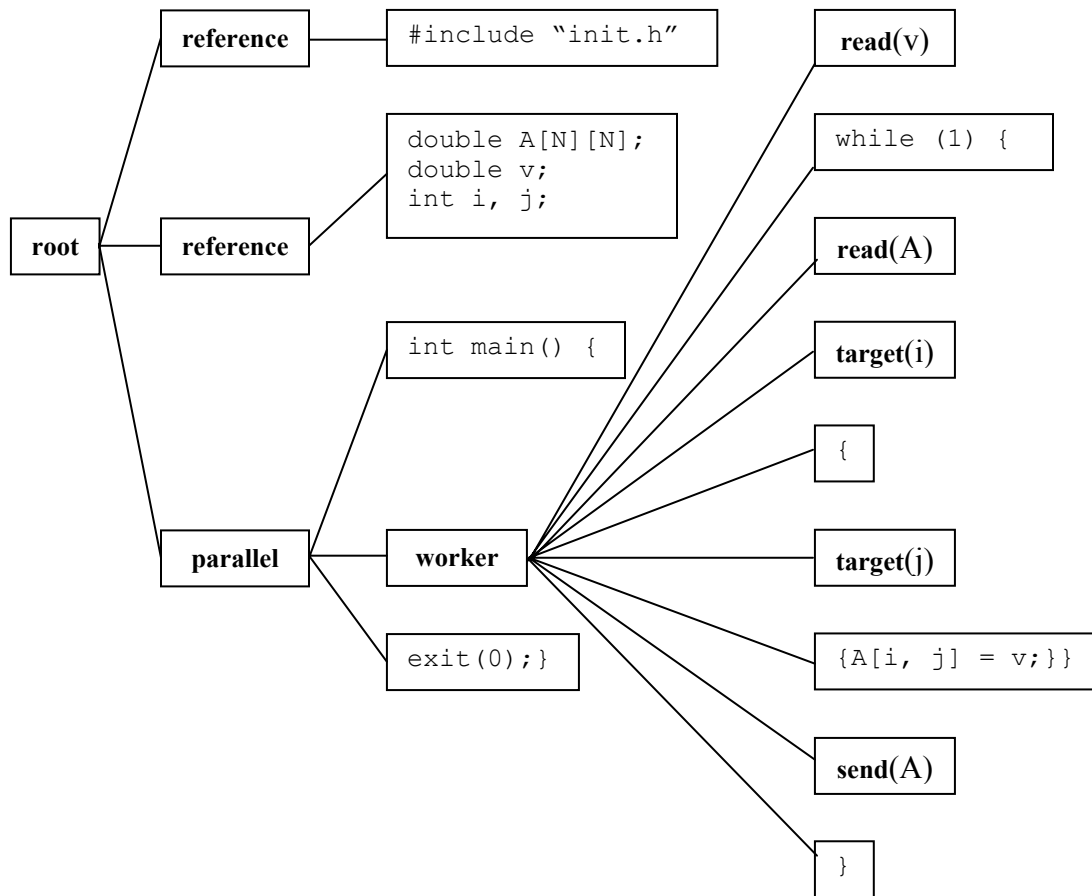 reference
#include “init.h”
read(v)
double A[N][N];
double v;
int i, j;
while (1) {
root
reference
read(A)
int main() {
target(i)
{
parallel
worker
target(j)
exit(0);}
{A[i, j] = v;}}
send(A)
}